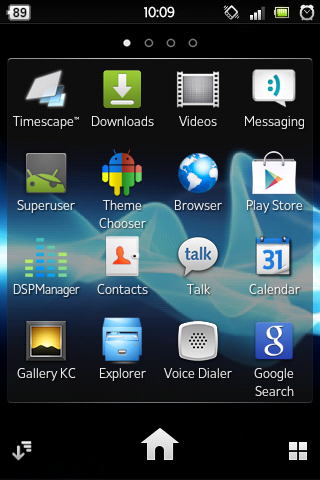 89 10:09
Timescape™ Downloads Videos Messaging
:)
Superuser Theme Chooser Browser Play Store
talk 31
DSPManager Contacts Talk Calendar
g
Gallery KC Explorer Voice Dialer Google Search